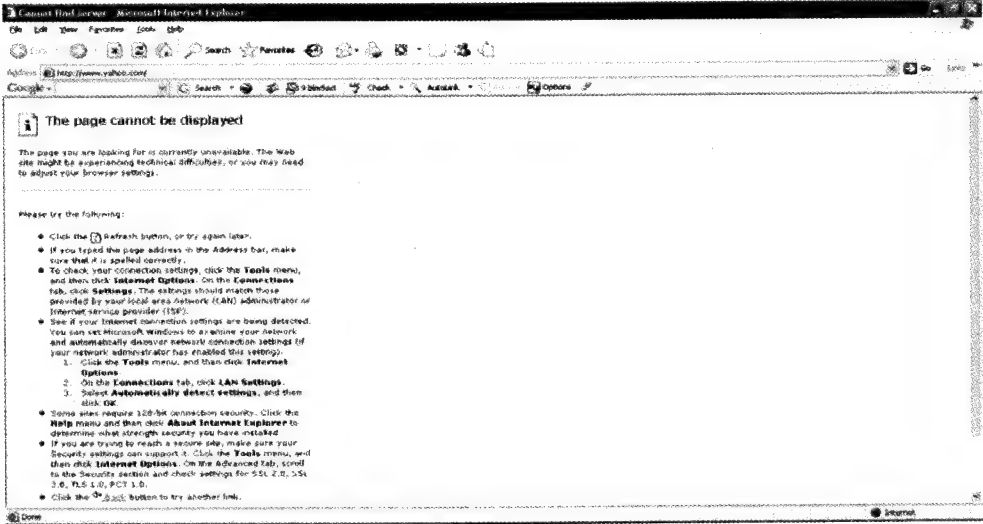 Cannot find server - Microsoft Internet Explorer
File Edit View Favorites Tools Help
Search Favorites
Address http://www.yahoo.com/ Go Links
Google Search 9 blocked Check AutoLink Options
The page cannot be displayed
The page you are looking for is currently unavailable. The Web
site might be experiencing technical difficulties, or you may need
to adjust your browser settings.
Please try the following:
Click the Refresh button, or try again later.
If you typed the page address in the Address bar, make
sure that it is spelled correctly.
To check your connection settings, click the Tools menu,
and then click Internet Options. On the Connections
tab, click Settings. The settings should match those
provided by your local area network (LAN) administrator or
Internet service provider (ISP).
See if your Internet connection settings are being detected.
You can set Microsoft Windows to examine your network
and automatically discover network connection settings (if
your network administrator has enabled this setting).
1. Click the Tools menu, and then click Internet
Options.
2. On the Connections tab, click LAN Settings.
3. Select Automatically detect settings, and then
click OK.
Some sites require 128-bit connection security. Click the
Help menu and then click About Internet Explorer to
determine what strength security you have installed.
If you are trying to reach a secure site, make sure your
Security settings can support it. Click the Tools menu, and
then click Internet Options. On the Advanced tab, scroll
to the Security section and check settings for SSL 2.0, SSL
3.0, TLS 1.0, PCT 1.0.
Click the Back button to try another link.
Done Internet